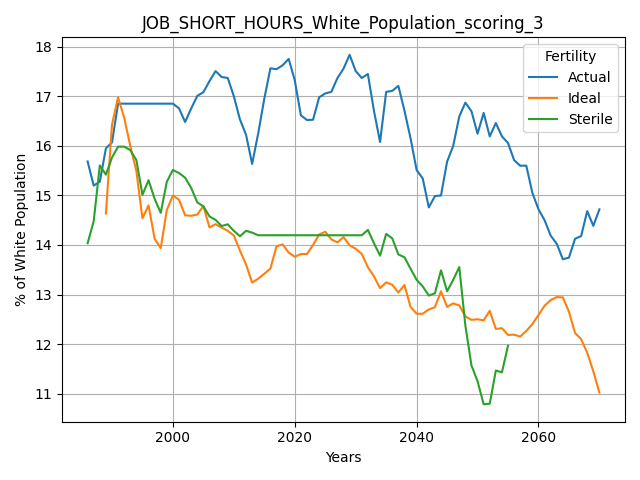 JOB_SHORT_HOURS_White_Population_scoring_3
Fertility
Actual
Ideal
Sterile
% of White Population
18
17
16
15
14
13
12
11
2000
2020
2040
2060
Years